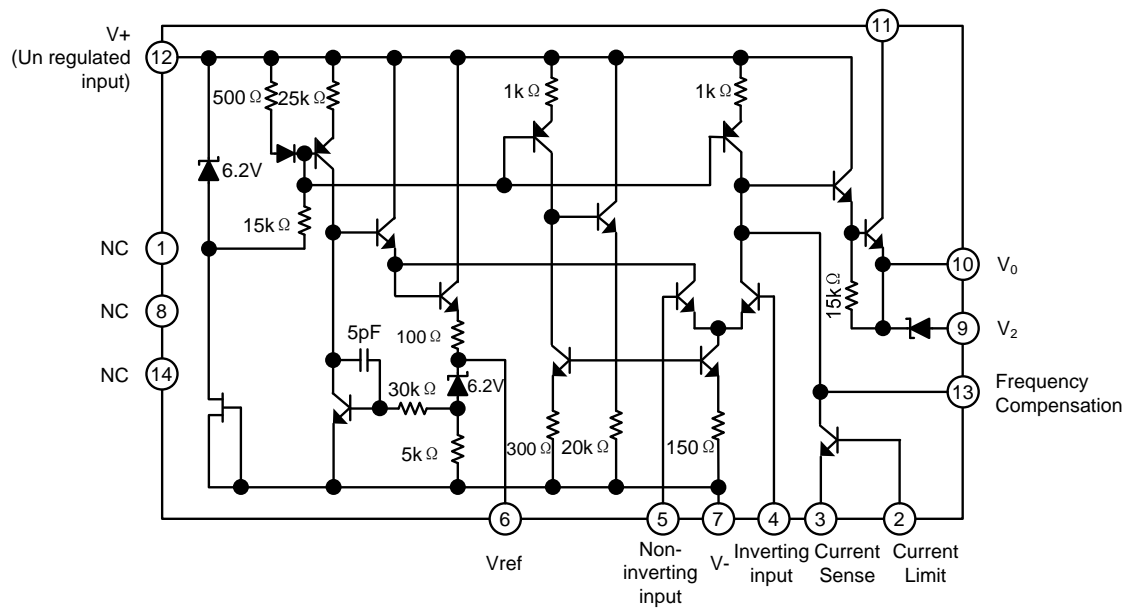 V+
(Un regulated
input)
12
11
500 Ω
25k Ω
1k Ω
1k Ω
6.2V
15k Ω
NC
1
10
V0
15k Ω
NC
8
9
V2
5pF
100 Ω
NC
14
30k Ω
6.2V
13
Frequency
Compensation
5k Ω
300 Ω
20k Ω
150 Ω
6
5
7
4
3
2
Vref
Non-
inverting
input
V-
Inverting
input
Current
Sense
Current
Limit